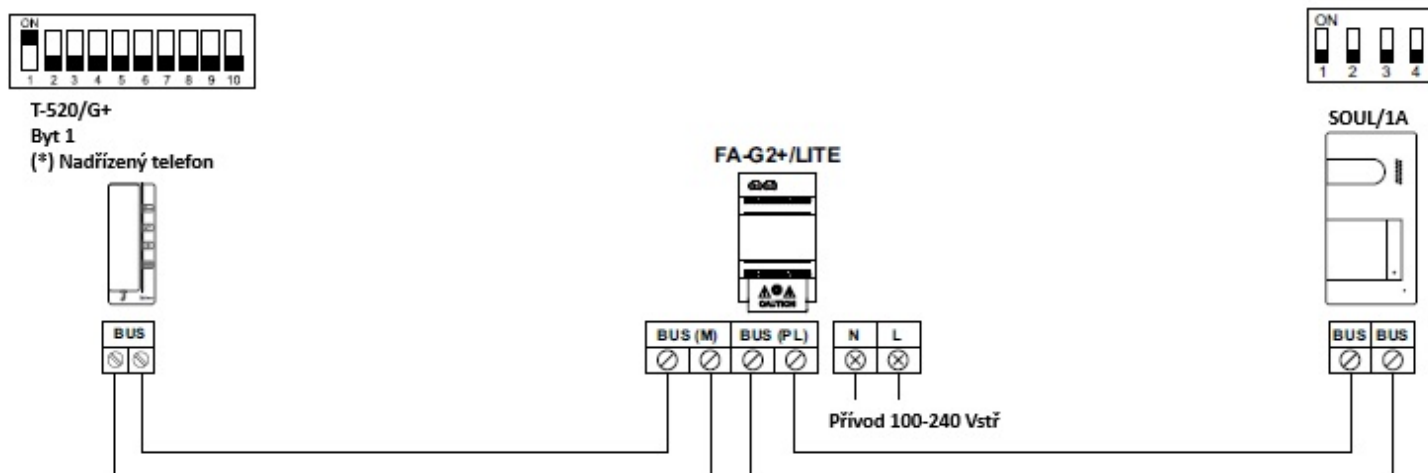 ON
1 2 3 4 5 6 7 8 9 10
ON
1 2 3 4
T-520/G+
Byt 1
(*) Nadřízený telefon
SOUL/1A
FA-G2+/LITE
CAUTION
BUS
BUS (M) BUS (PL) N L
BUS BUS
Přívod 100-240 Vstř